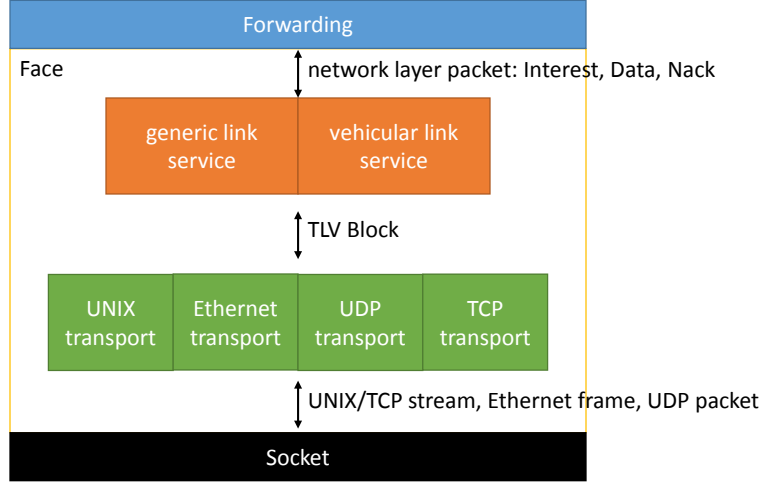 Forwarding
Face
network layer packet: Interest, Data, Nack
generic link
service
vehicular link
service
TLV Block
UNIX
transport
Ethernet
transport
UDP
transport
TCP
transport
UNIX/TCP stream, Ethernet frame, UDP packet
Socket